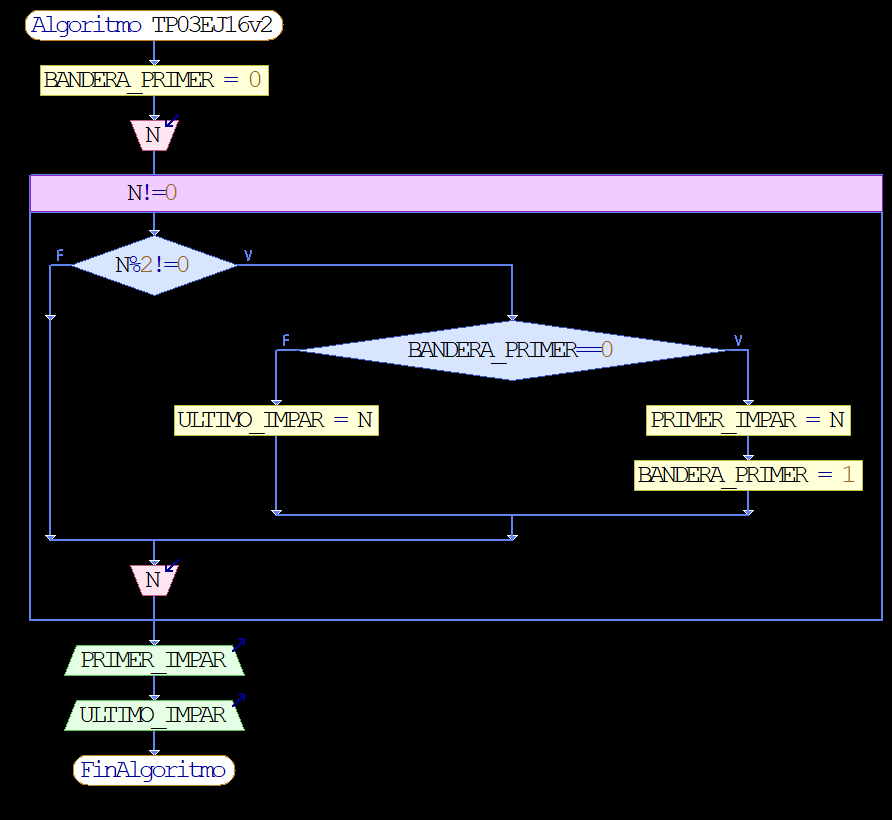 Algoritmo TP03EJ16v2
BANDERA_PRIMER = 0
N
N!=0
F
N%2!=0
V
F
BANDERA_PRIMER==0
V
ULTIMO_IMPAR = N
PRIMER_IMPAR = N
BANDERA_PRIMER = 1
N
PRIMER_IMPAR
ULTIMO_IMPAR
FinAlgoritmo